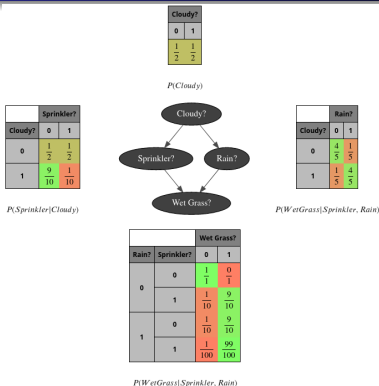 Cloudy?
0 1
1/2 1/2
P(Cloudy)
Sprinkler?
Cloudy? 0 1
0 1/2 1/2
1 9/10 1/10
P(Sprinkler|Cloudy)
Cloudy?
Sprinkler? Rain?
Wet Grass?
Rain?
Cloudy? 0 1
0 4/5 1/5
1 1/5 4/5
P(WetGrass|Sprinkler, Rain)
Wet Grass?
Rain? Sprinkler? 0 1
0 0 1/1 0/1
1 1/10 9/10
1 0 1/10 9/10
1 1/100 99/100
P(WetGrass|Sprinkler, Rain)